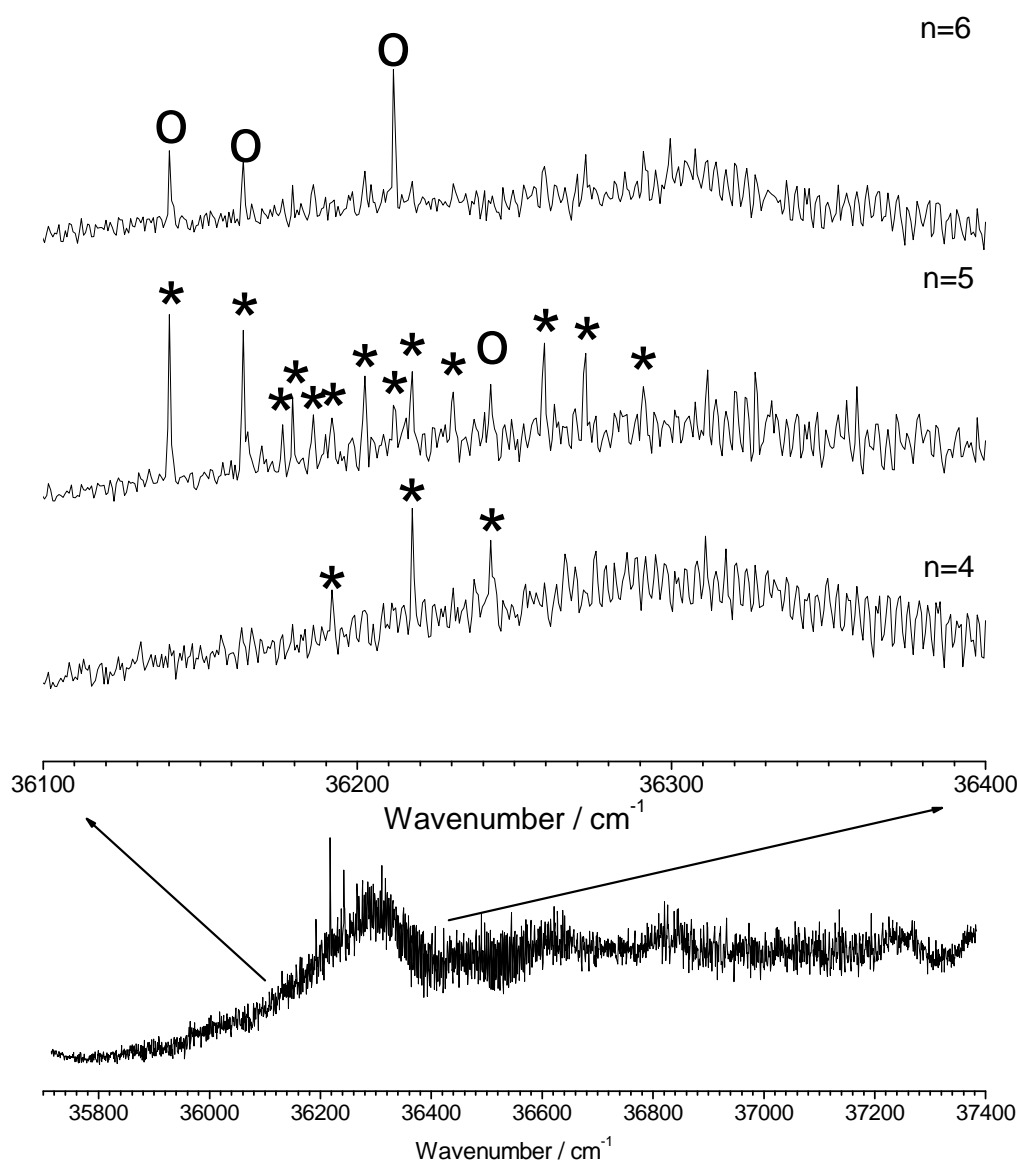 n=6
O
O
O
n=5
* * * * * * * * * O * * *
n=4
* * *
36100 36200 36300 36400
Wavenumber / cm-1
35800 36000 36200 36400 36600 36800 37000 37200 37400
Wavenumber / cm-1